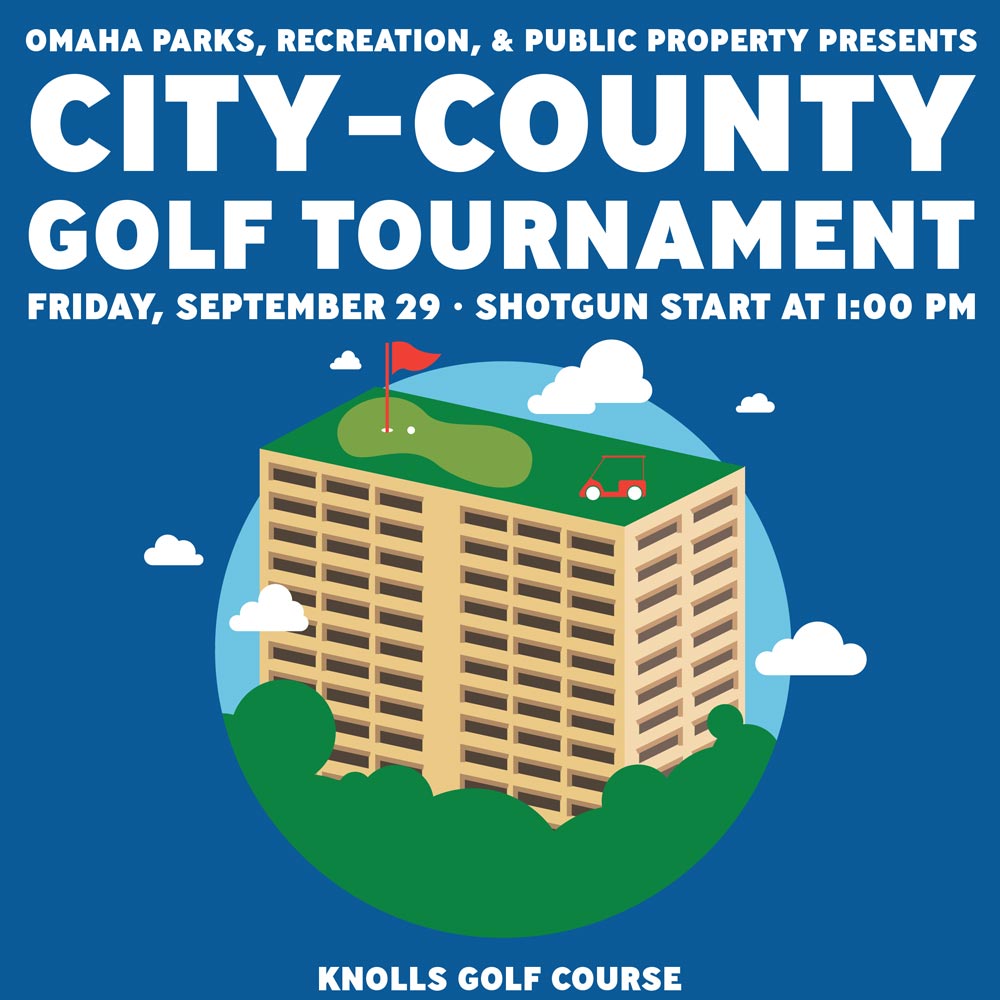 OMAHA PARKS, RECREATION, & PUBLIC PROPERTY PRESENTS
CITY-COUNTY
GOLF TOURNAMENT
FRIDAY, SEPTEMBER 29 · SHOTGUN START AT 1:00 PM
KNOLLS GOLF COURSE